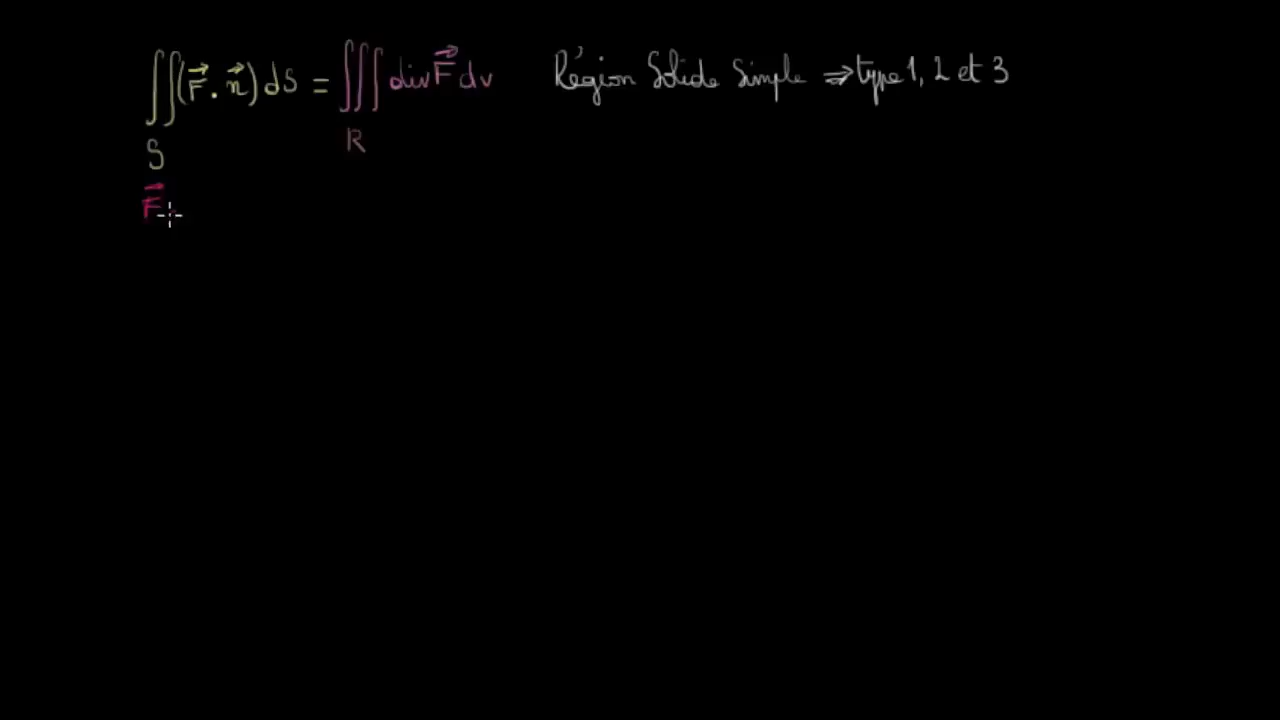 ∬(F⃗ . n⃗) dS = ∭ div F⃗ dv Région Solide Simple ⇒ type 1, 2 et 3
S R
F⃗